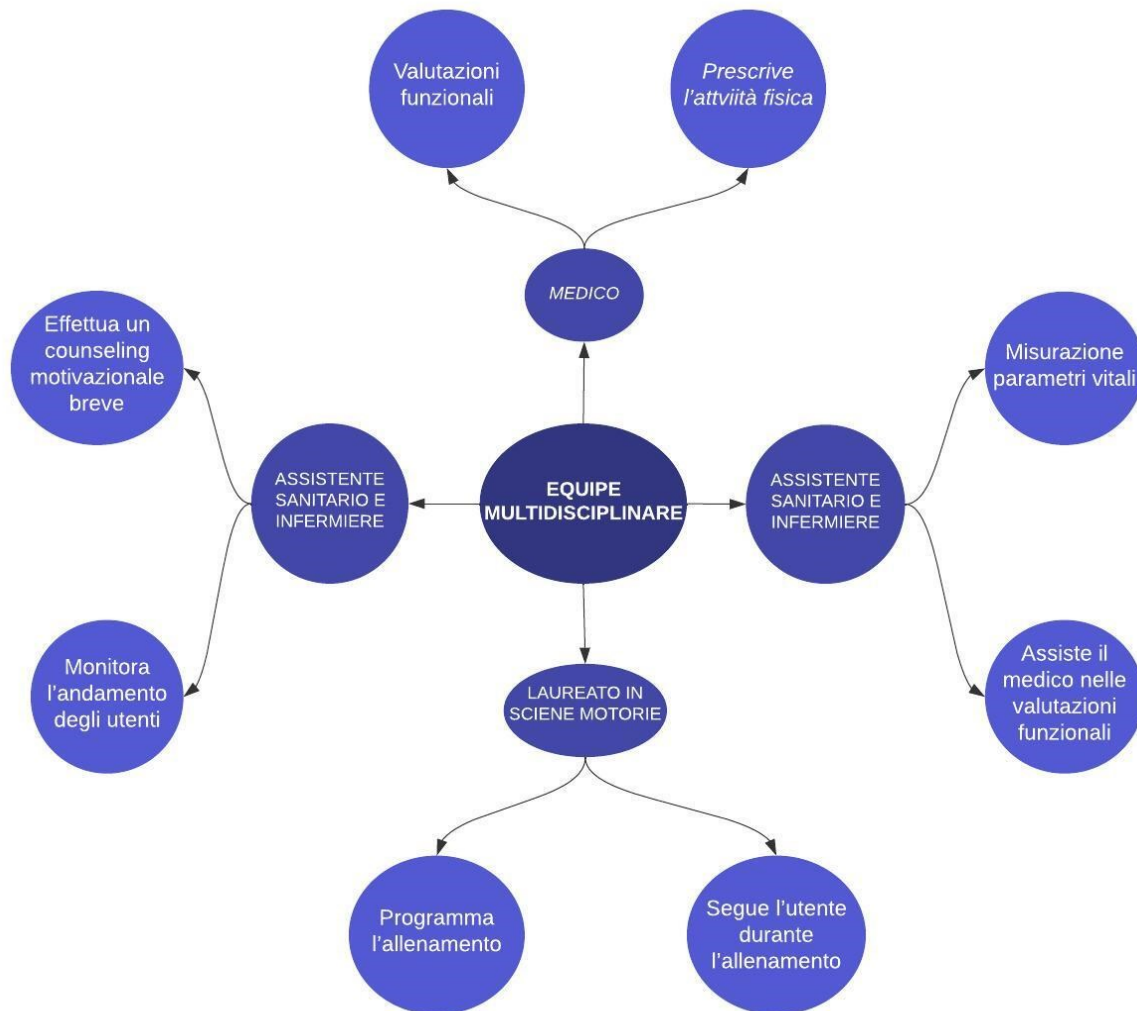 Valutazioni
funzionali
Prescrive
l'attviità fisica
MEDICO
Effettua un
counseling
motivazionale
breve
Misurazione
parametri vitali
ASSISTENTE
SANITARIO E
INFERMIERE
EQUIPE
MULTIDISCIPLINARE
ASSISTENTE
SANITARIO E
INFERMIERE
Monitora
l'andamento
degli utenti
Assiste il
medico nelle
valutazioni
funzionali
LAUREATO IN
SCIENE MOTORIE
Programma
l'allenamento
Segue l'utente
durante
l'allenamento